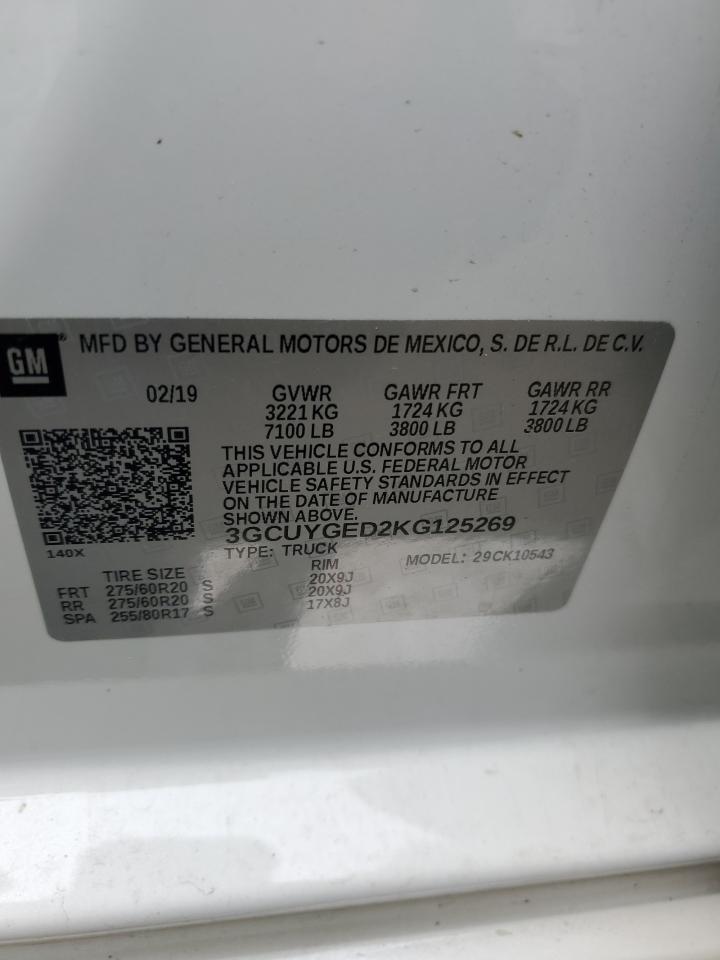 GM ® MFD BY GENERAL MOTORS DE MEXICO, S. DE R.L. DE C.V.
02/19 GVWR GAWR FRT GAWR RR
3221 KG 1724 KG 1724 KG
7100 LB 3800 LB 3800 LB
THIS VEHICLE CONFORMS TO ALL
APPLICABLE U.S. FEDERAL MOTOR
VEHICLE SAFETY STANDARDS IN EFFECT
ON THE DATE OF MANUFACTURE
SHOWN ABOVE.
3GCUYGED2KG125269
140X TYPE: TRUCK MODEL: 29CK10543
TIRE SIZE RIM
FRT 275/60R20 S 20X9J
RR 275/60R20 S 20X9J
SPA 255/80R17 S 17X8J